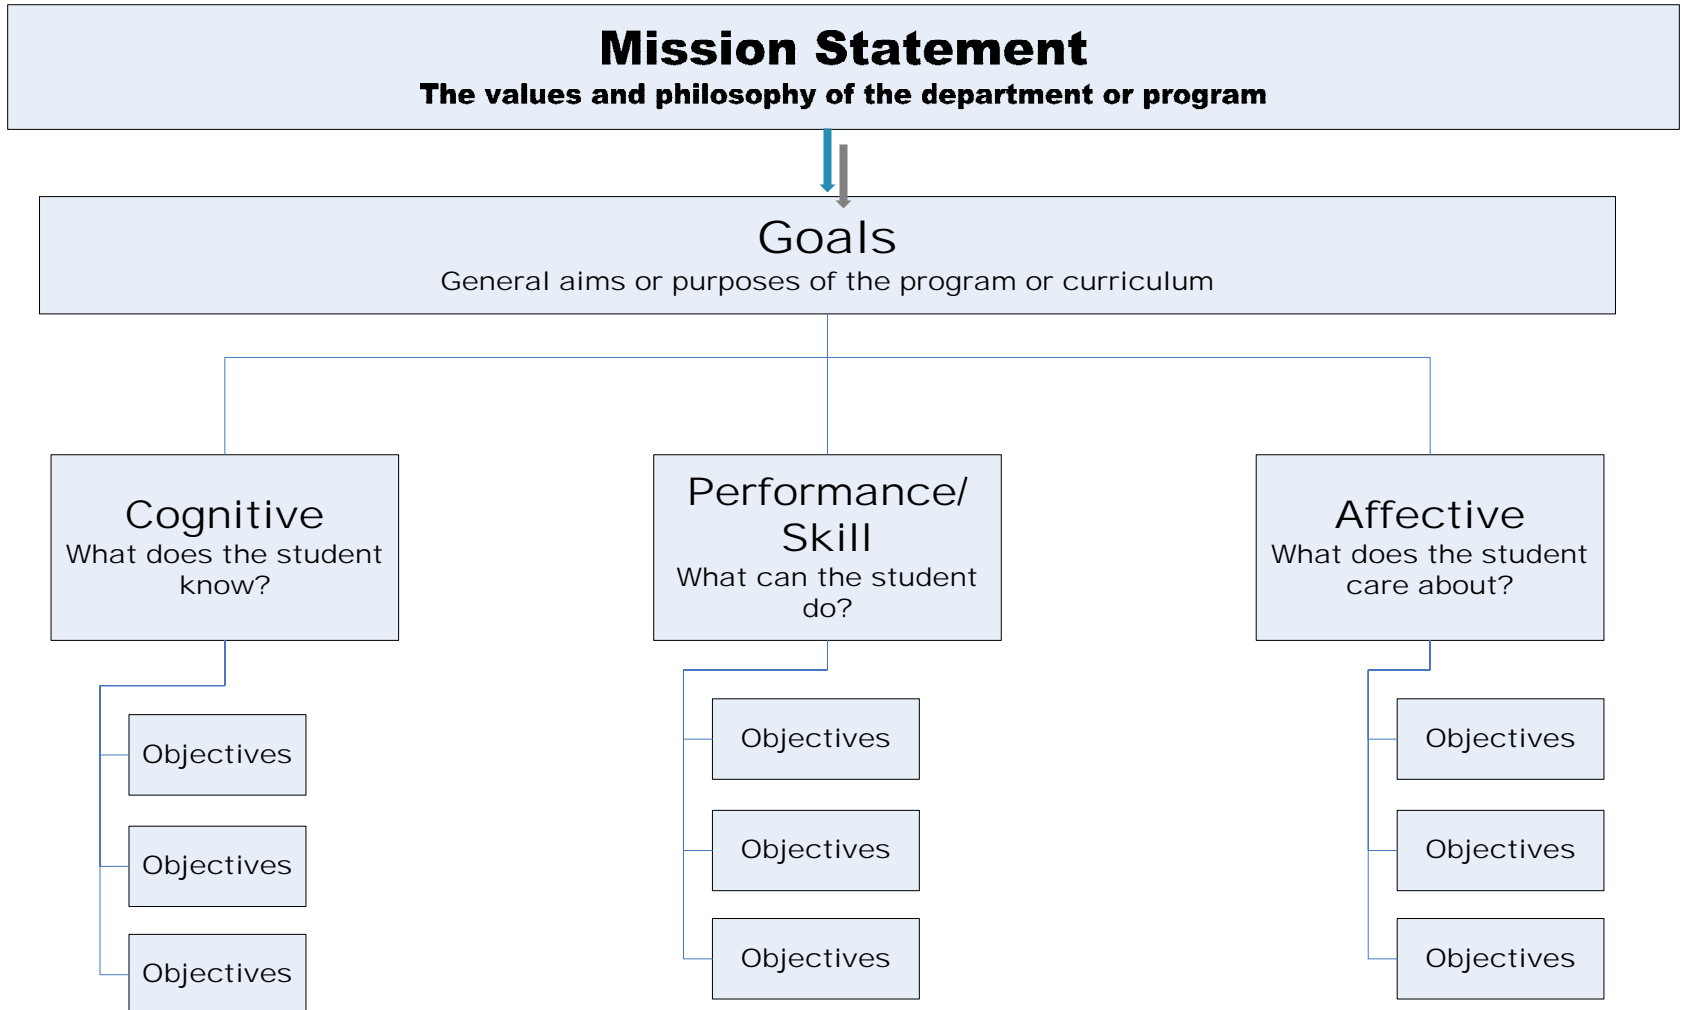 Mission Statement
The values and philosophy of the department or program
Goals
General aims or purposes of the program or curriculum
Cognitive
What does the student
know?
Performance/
Skill
What can the student
do?
Affective
What does the student
care about?
Objectives
Objectives
Objectives
Objectives
Objectives
Objectives
Objectives
Objectives
Objectives